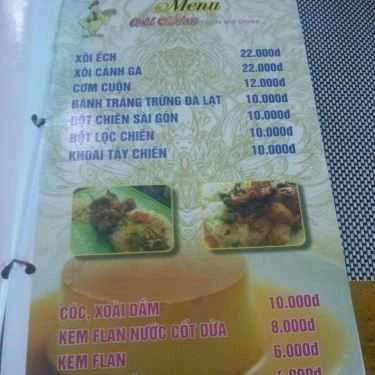 Menu
XÔI ẾCH 22.000đ
XÔI CÁNH GÀ 22.000đ
CƠM CUỘN 12.000đ
BÁNH TRÁNG TRỨNG ĐÀ LẠT 10.000đ
BỘT CHIÊN SÀI GÒN 10.000đ
BỘT LỌC CHIÊN 10.000đ
KHOAI TÂY CHIÊN 10.000đ
CÓC, XOÀI DẦM 10.000đ
KEM FLAN NƯỚC CỐT DỪA 8.000đ
KEM FLAN 6.000đ